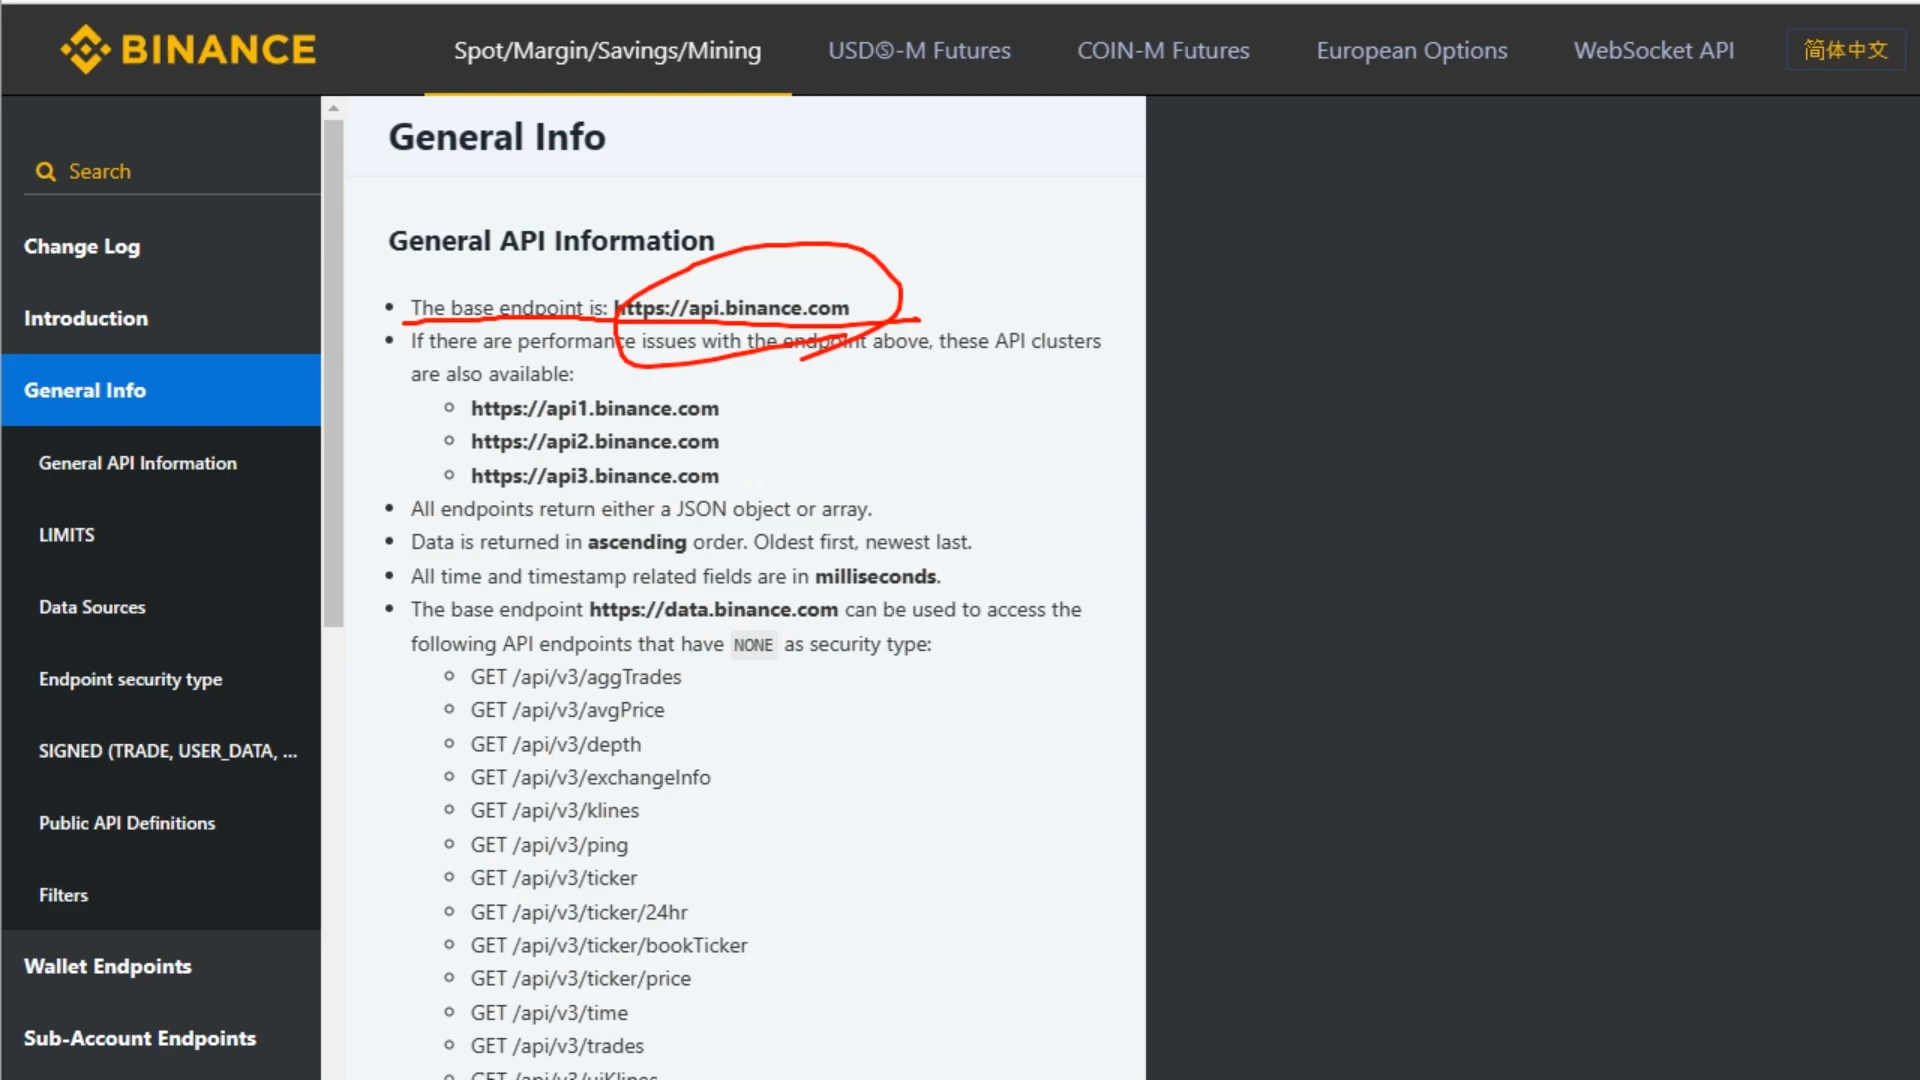 BINANCE
Spot/Margin/Savings/Mining
USDⓈ-M Futures
COIN-M Futures
European Options
WebSocket API
简体中文
Search
Change Log
Introduction
General Info
General API Information
LIMITS
Data Sources
Endpoint security type
SIGNED (TRADE, USER_DATA, ...
Public API Definitions
Filters
Wallet Endpoints
Sub-Account Endpoints
General Info
General API Information
The base endpoint is: https://api.binance.com
If there are performance issues with the endpoint above, these API clusters
are also available:
https://api1.binance.com
https://api2.binance.com
https://api3.binance.com
All endpoints return either a JSON object or array.
Data is returned in ascending order. Oldest first, newest last.
All time and timestamp related fields are in milliseconds.
The base endpoint https://data.binance.com can be used to access the
following API endpoints that have NONE as security type:
GET /api/v3/aggTrades
GET /api/v3/avgPrice
GET /api/v3/depth
GET /api/v3/exchangeInfo
GET /api/v3/klines
GET /api/v3/ping
GET /api/v3/ticker
GET /api/v3/ticker/24hr
GET /api/v3/ticker/bookTicker
GET /api/v3/ticker/price
GET /api/v3/time
GET /api/v3/trades
GET /api/v3/uiKlines